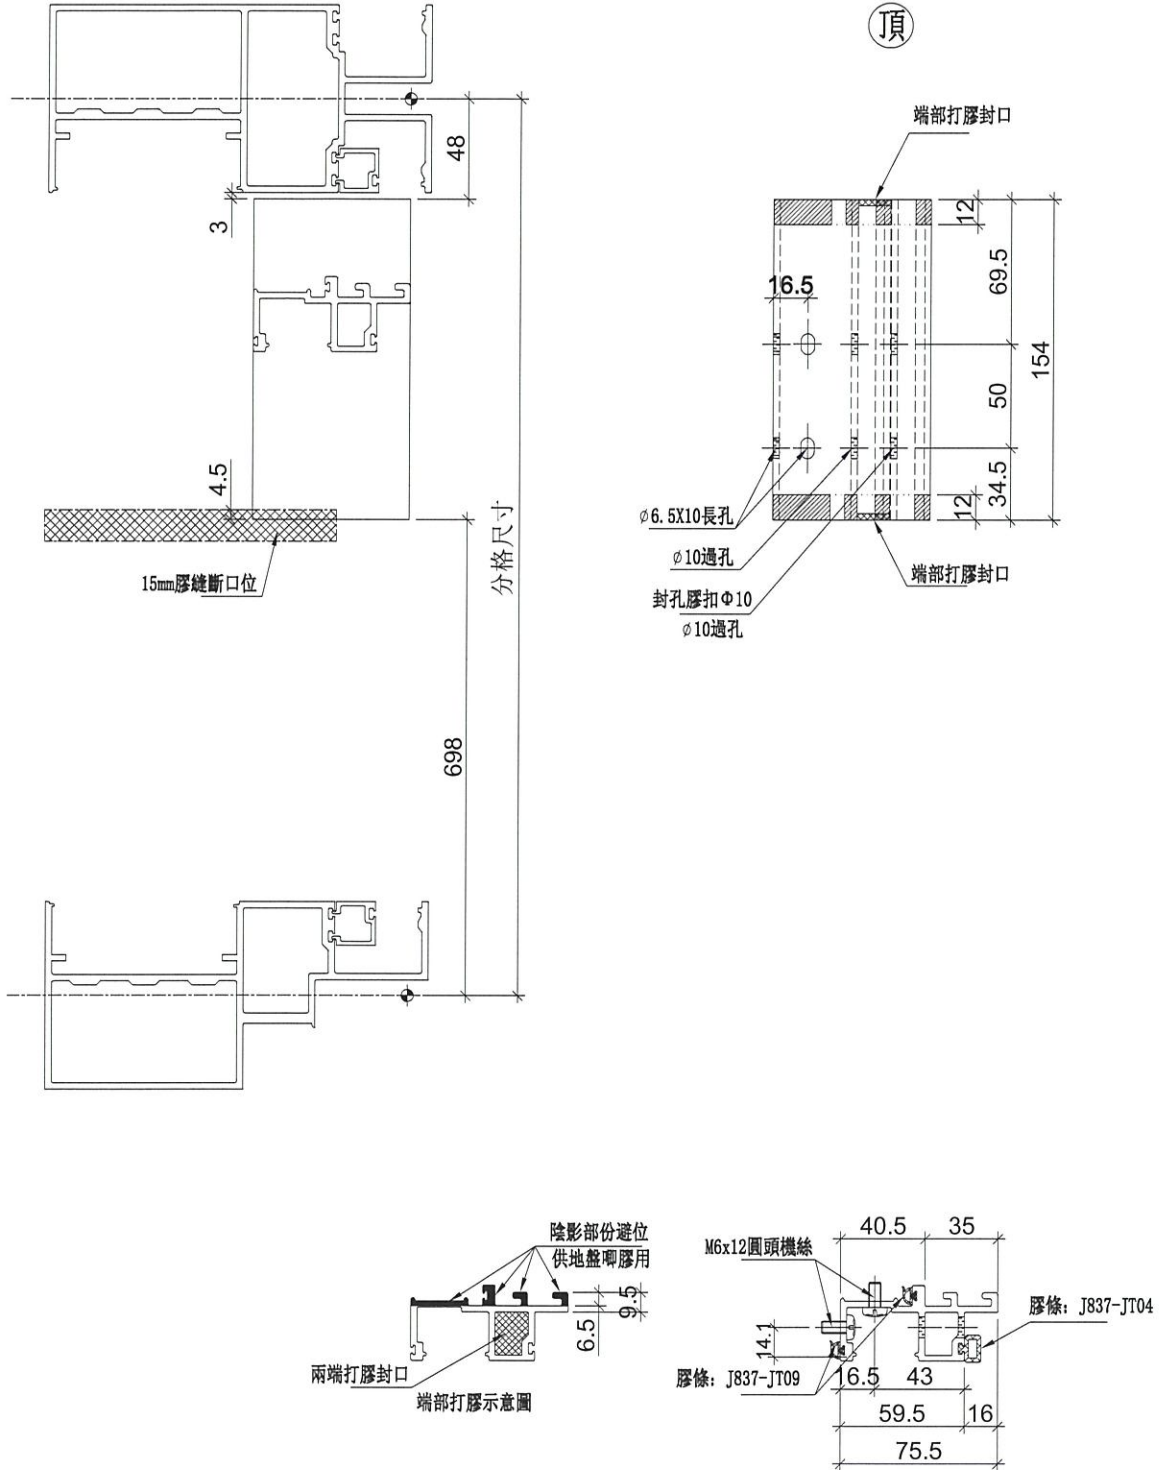 頂
48
3
4.5
15mm膠縫斷口位
698
分格尺寸
端部打膠封口
12
69.5
16.5
50
154
34.5
12
∅6.5X10長孔
∅10過孔
封孔膠扣Φ10
∅10過孔
端部打膠封口
陰影部份避位
供地盤唧膠用
9.5
6.5
兩端打膠封口
端部打膠示意圖
40.5
35
M6x12圓頭機絲
膠條: J837-JT04
14.1
膠條: J837-JT09
16.5
43
59.5
16
75.5